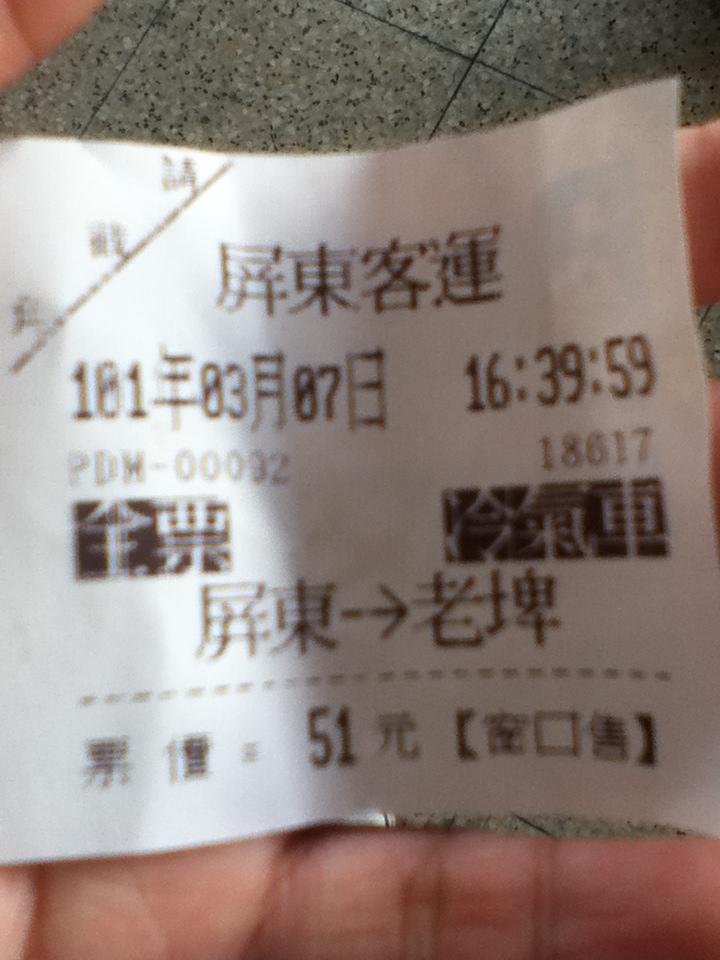 請
截
角
屏東客運
101年03月07日 16:39:59
PDM-00092 18617
全票 冷氣車
屏東→老埤
票價: 51元【窗口售】